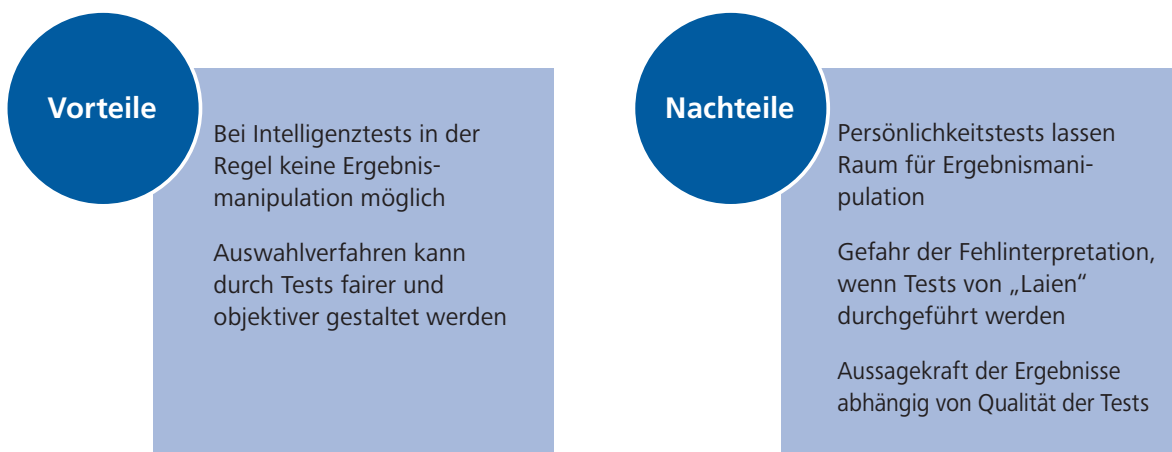 Vorteile
Bei Intelligenztests in der
Regel keine Ergebnis-
manipulation möglich
Auswahlverfahren kann
durch Tests fairer und
objektiver gestaltet werden
Nachteile
Persönlichkeitstests lassen
Raum für Ergebnismani-
pulation
Gefahr der Fehlinterpretation,
wenn Tests von „Laien“
durchgeführt werden
Aussagekraft der Ergebnisse
abhängig von Qualität der Tests